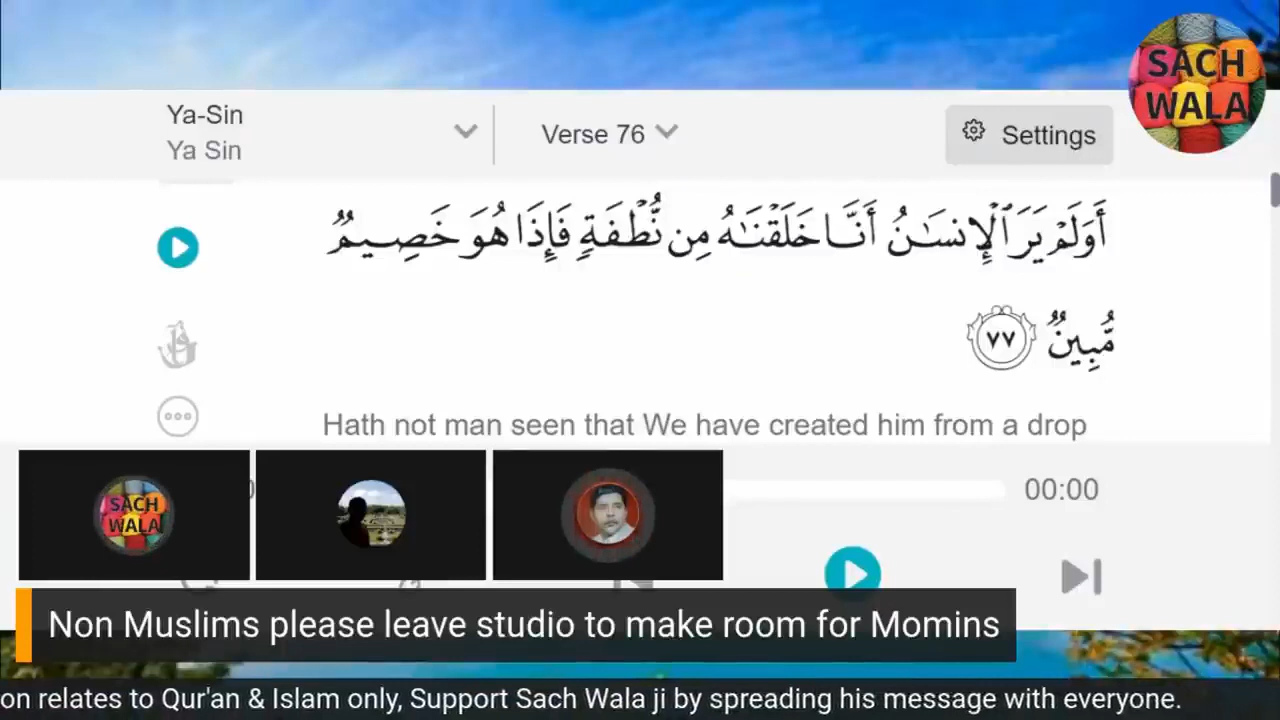 SACH
WALA
Ya-Sin
Ya Sin
Verse 76
Settings
أَوَلَمْ يَرَ ٱلْإِنسَـٰنُ أَنَّا خَلَقْنَـٰهُ مِن نُّطْفَةٍ فَإِذَا هُوَ خَصِيمٌ
مُّبِينٌ ٧٧
Hath not man seen that We have created him from a drop
00:00
SACH
WALA
Non Muslims please leave studio to make room for Momins
on relates to Qur'an & Islam only, Support Sach Wala ji by spreading his message with everyone.